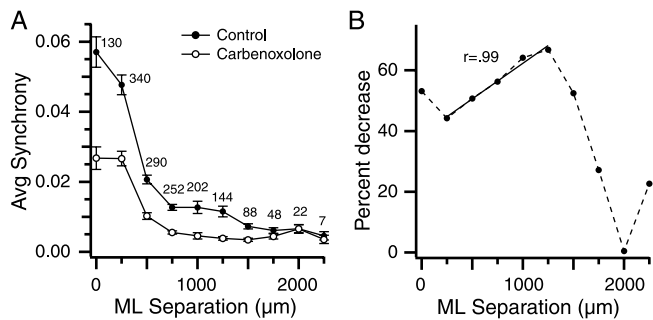 A
Control
Carbenoxolone
Avg Synchrony
0.06
0.04
0.02
0.00
130
340
290
252
202
144
88
48
22
7
0
1000
2000
ML Separation (μm)
B
r=.99
Percent decrease
60
40
20
0
0
1000
2000
ML Separation (μm)